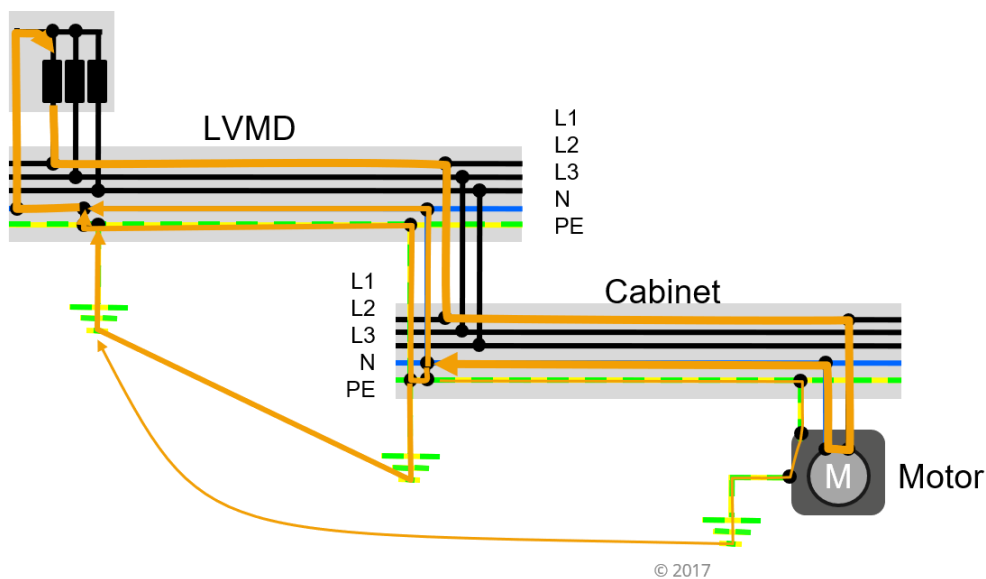 LVMD
L1
L2
L3
N
PE
Cabinet
L1
L2
L3
N
PE
M
Motor
© 2017